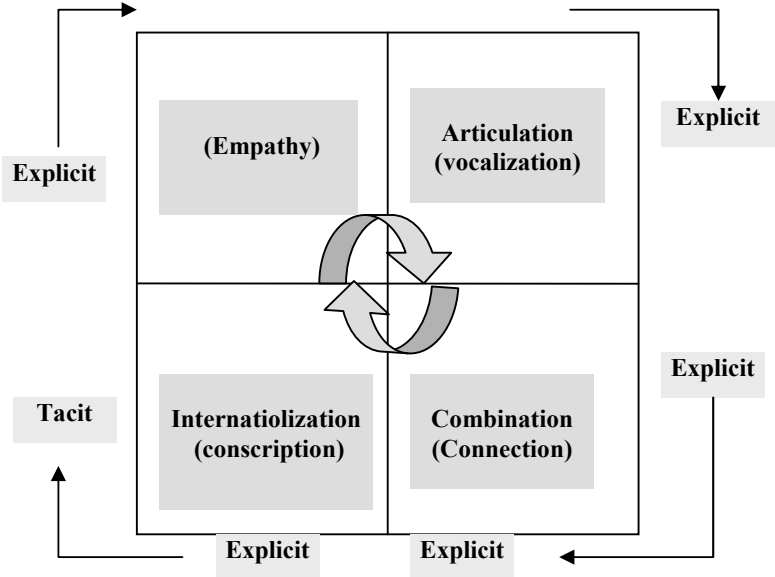 (Empathy)
Articulation
(vocalization)
Explicit
Explicit
Explicit
Tacit
Internatiolization
(conscription)
Combination
(Connection)
Explicit
Explicit